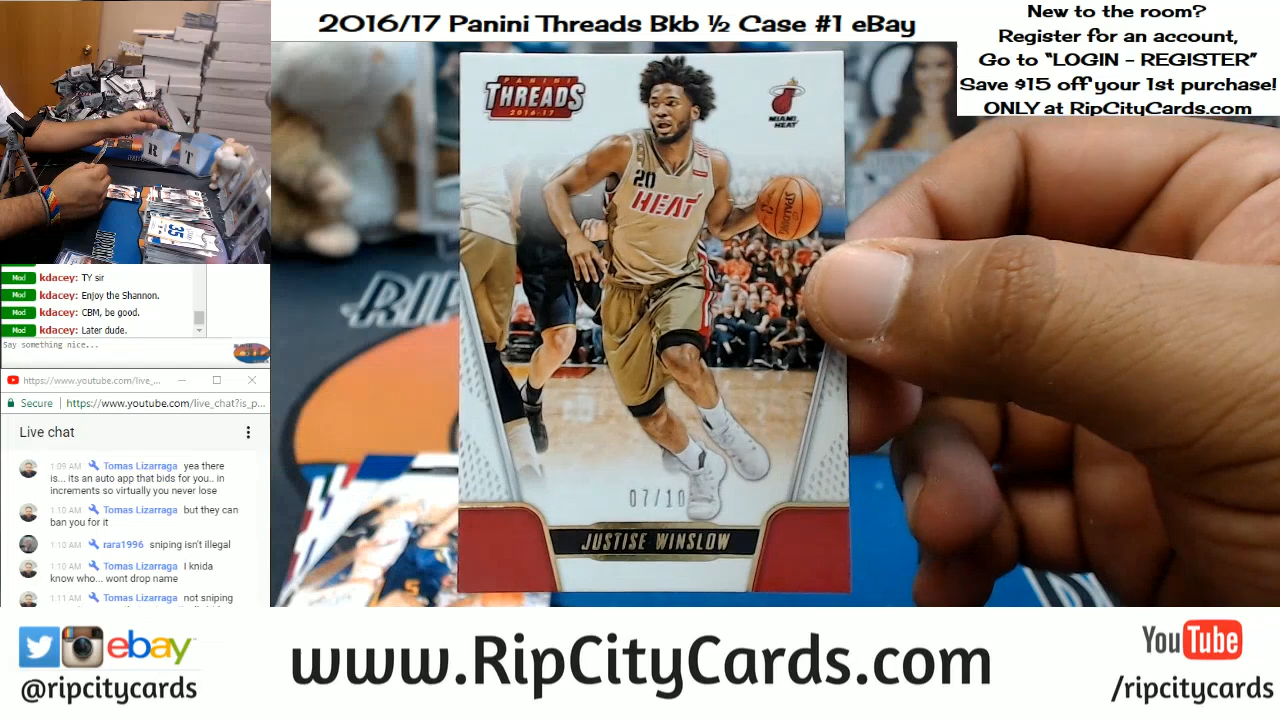 2016/17 Panini Threads Bkb ½ Case #1 eBay
New to the room?
Register for an account,
Go to "LOGIN - REGISTER"
Save $15 off your 1st purchase!
ONLY at RipCityCards.com
PANINI
THREADS
2016-17
MIAMI
HEAT
20
HEAT
SPALDING
07/10
JUSTISE WINSLOW
RIP
R T
35
Mod kdacey: TY sir
Mod kdacey: Enjoy the Shannon.
Mod kdacey: CBM, be good.
Mod kdacey: Later dude.
Say something nice...
https://www.youtube.com/live_...
Secure https://www.youtube.com/live_chat?is_p...
Live chat
1:09 AM Tomas Lizarraga yea there
is... its an auto app that bids for you.. in
increments so virtually you never lose
1:10 AM Tomas Lizarraga but they can
ban you for it
1:10 AM rara1996 sniping isn't illegal
1:10 AM Tomas Lizarraga I knida
know who... wont drop name
1:11 AM Tomas Lizarraga not sniping
ebay
@ripcitycards
www.RipCityCards.com
YouTube
/ripcitycards